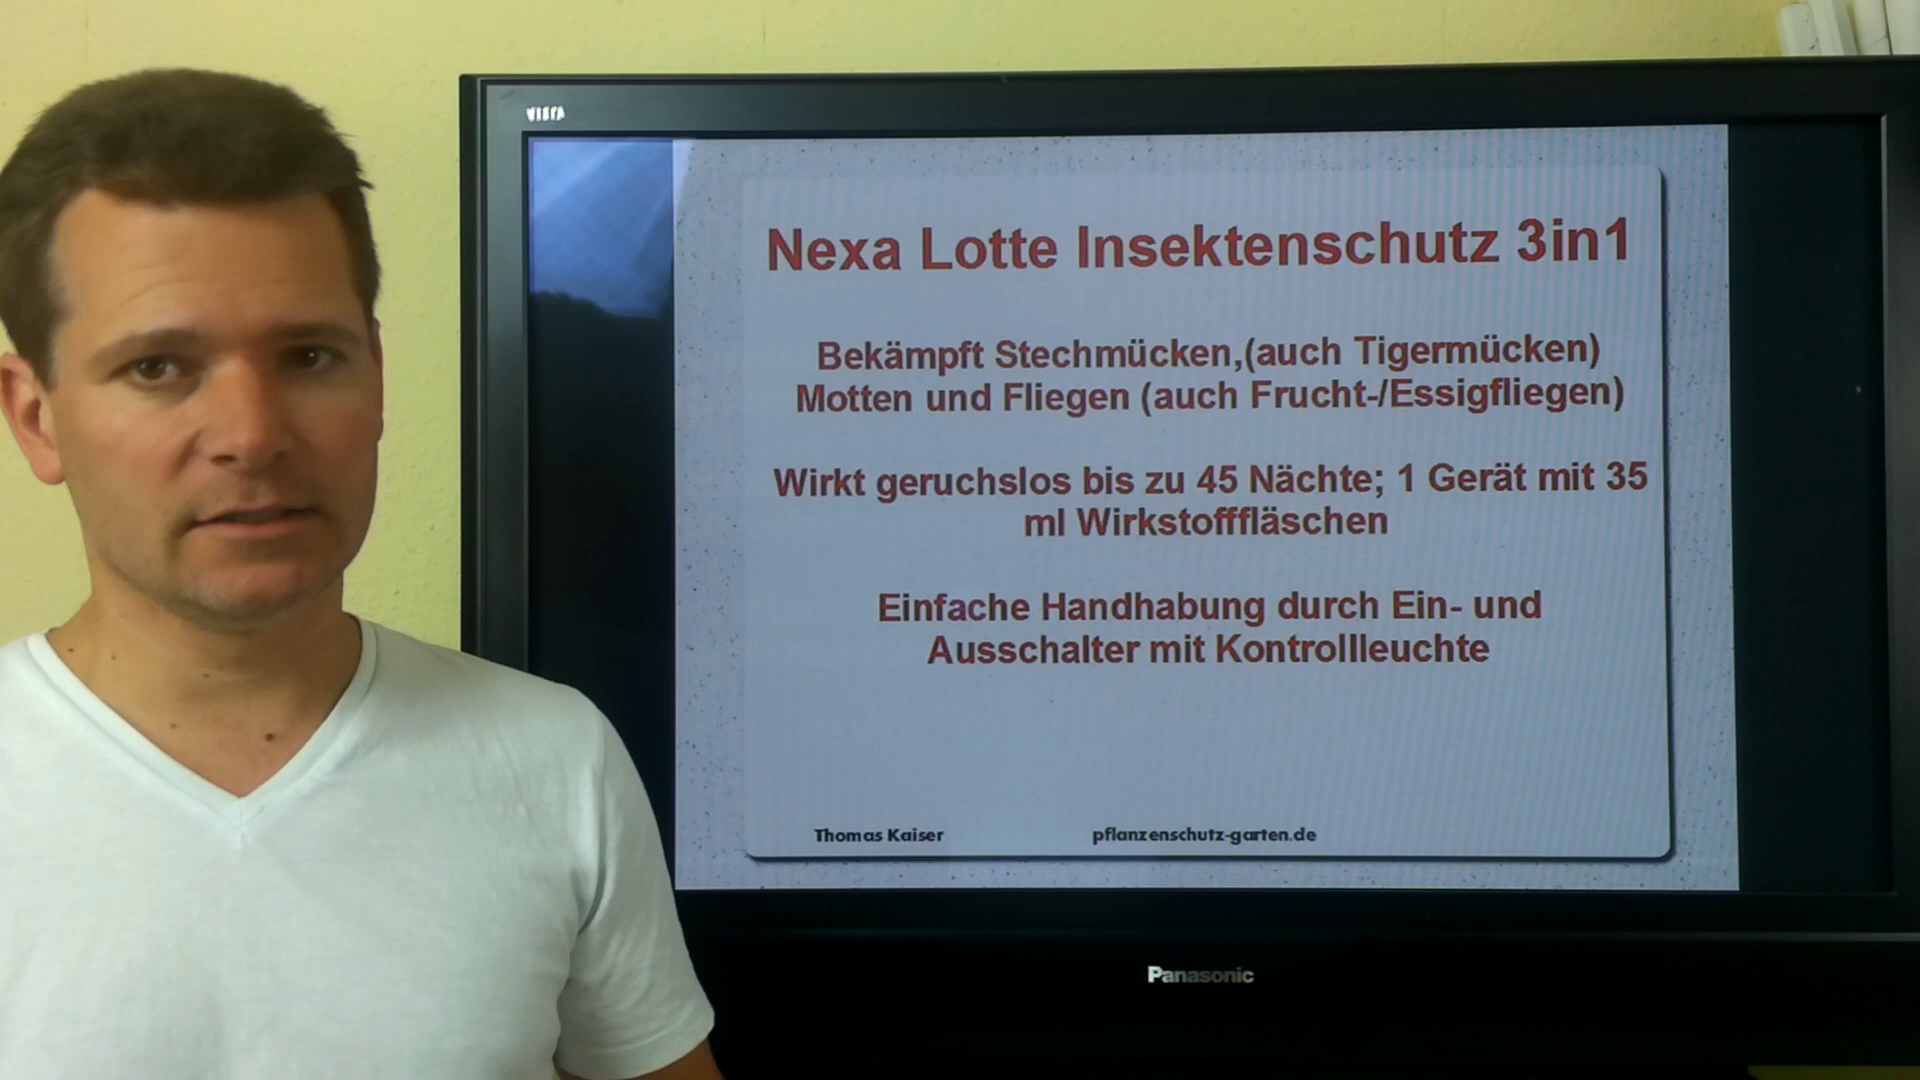 VIERA
Nexa Lotte Insektenschutz 3in1
Bekämpft Stechmücken,(auch Tigermücken)
Motten und Fliegen (auch Frucht-/Essigfliegen)
Wirkt geruchslos bis zu 45 Nächte; 1 Gerät mit 35
ml Wirkstofffläschen
Einfache Handhabung durch Ein- und
Ausschalter mit Kontrollleuchte
Thomas Kaiser pflanzenschutz-garten.de
Panasonic